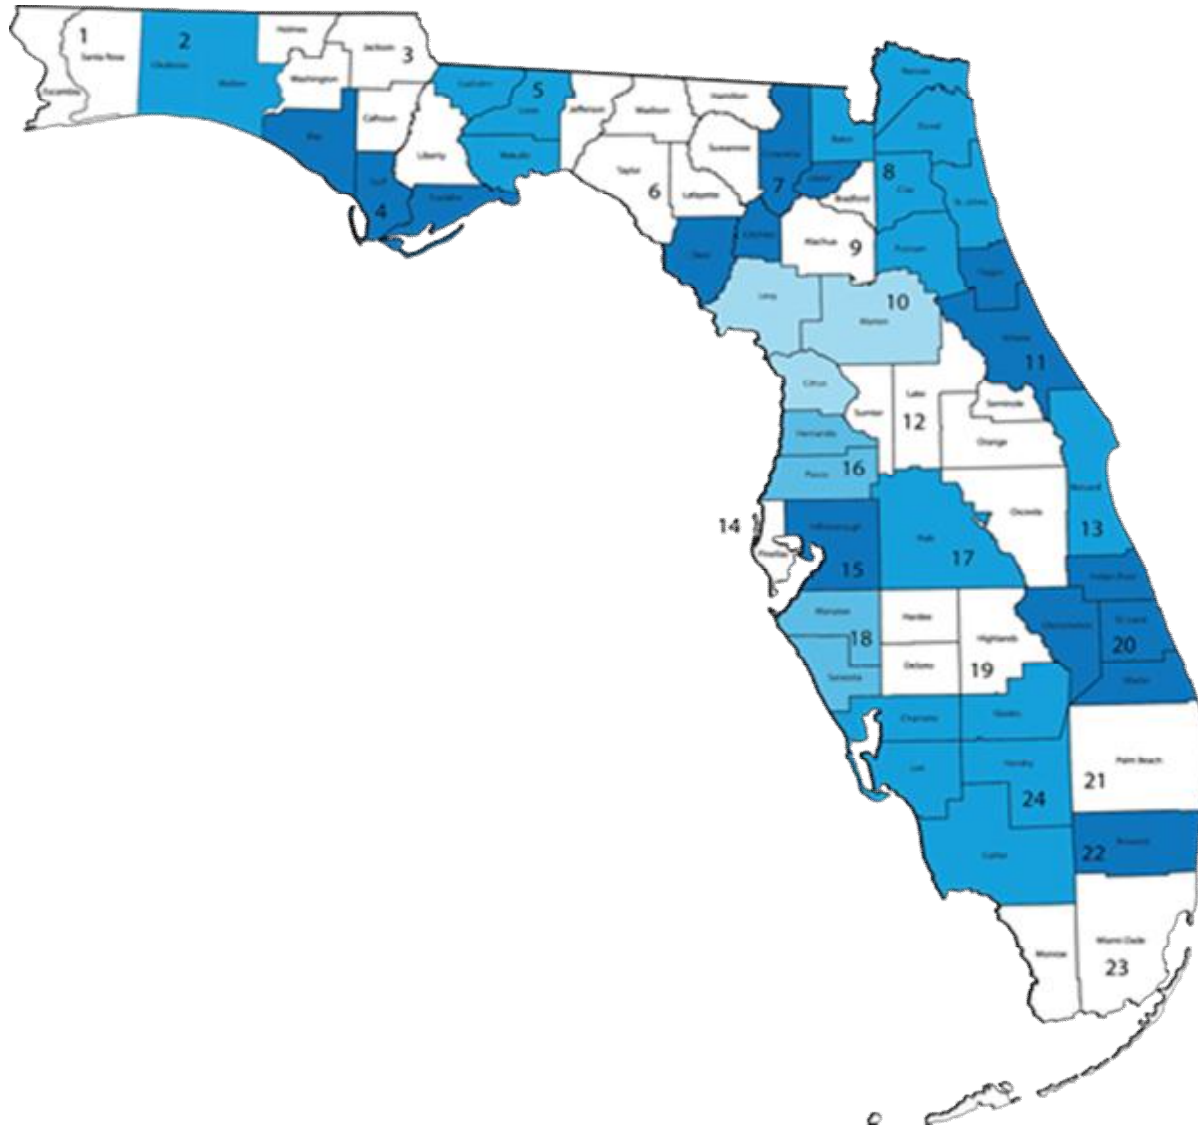 1
Santa Rosa
Escambia
2
Okaloosa
Walton
Holmes
Jackson 3
Washington
Calhoun
Liberty
Bay
Gulf
4
Franklin
Gadsden
5
Leon
Wakulla
Jefferson
Madison
Hamilton
Taylor
6
Lafayette
Suwannee
Columbia
7
Baker
Union
Bradford
Gilchrist
Dixie
Alachua 9
Nassau
Duval
8
Clay
St. Johns
Putnam
Flagler
Levy
10
Marion
Volusia
11
Citrus
Sumter
Lake
12
Seminole
Orange
Hernando
Pasco 16
14
Pinellas
Hillsborough
15
Polk
17
Osceola
Brevard
13
Indian River
Manatee
18
Sarasota
Hardee
DeSoto
Highlands
19
Okeechobee
St. Lucie
20
Martin
Charlotte
Glades
Lee
Hendry
24
Palm Beach
21
Collier
22 Broward
Monroe
Miami Dade
23